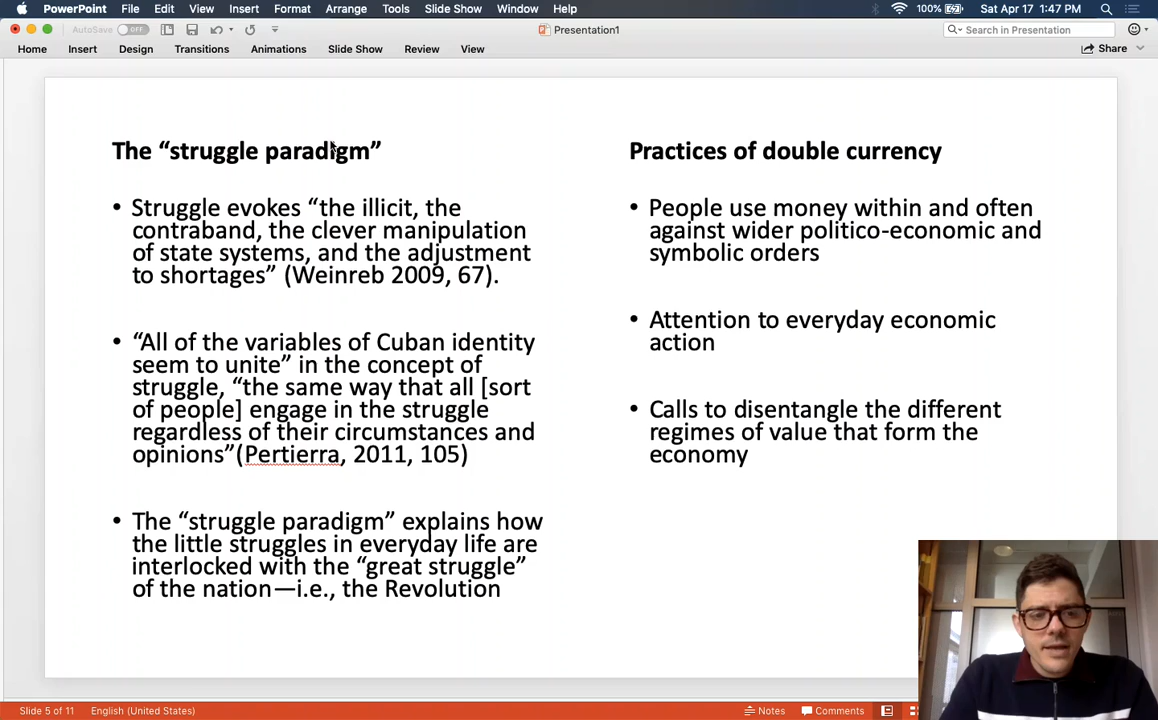 PowerPoint File Edit View Insert Format Arrange Tools Slide Show Window Help 100% Sat Apr 17 1:47 PM
AutoSave OFF Presentation1 Search in Presentation
Home Insert Design Transitions Animations Slide Show Review View Share
The “struggle paradigm”
• Struggle evokes “the illicit, the
contraband, the clever manipulation
of state systems, and the adjustment
to shortages” (Weinreb 2009, 67).
• “All of the variables of Cuban identity
seem to unite” in the concept of
struggle, “the same way that all [sort
of people] engage in the struggle
regardless of their circumstances and
opinions”(Pertierra, 2011, 105)
• The “struggle paradigm” explains how
the little struggles in everyday life are
interlocked with the “great struggle”
of the nation—i.e., the Revolution
Practices of double currency
• People use money within and often
against wider politico-economic and
symbolic orders
• Attention to everyday economic
action
• Calls to disentangle the different
regimes of value that form the
economy
Slide 5 of 11 English (United States) Notes Comments